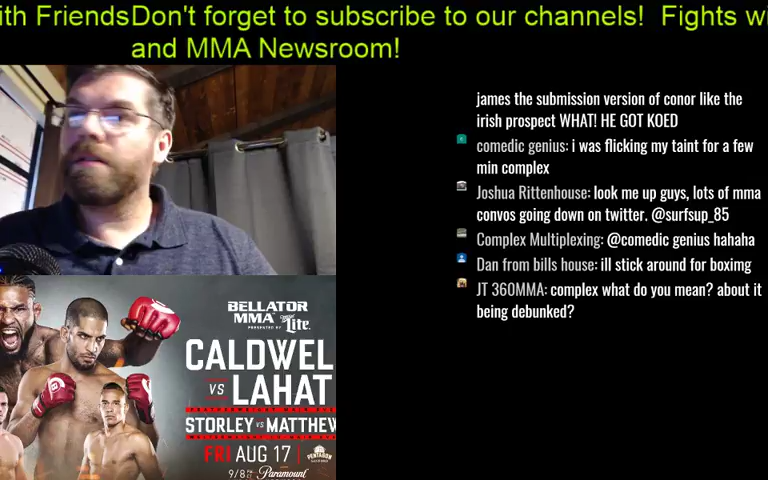 ith FriendsDon't forget to subscribe to our channels!  Fights wi
and MMA Newsroom!
james the submission version of conor like the
irish prospect WHAT! HE GOT KOED
comedic genius: i was flicking my taint for a few
min complex
Joshua Rittenhouse: look me up guys, lots of mma
convos going down on twitter. @surfsup_85
Complex Multiplexing: @comedic genius hahaha
Dan from bills house: ill stick around for boximg
JT 360MMA: complex what do you mean? about it
being debunked?
BELLATOR
MMA PRESENTED BY Miller Lite
CALDWEL
VS LAHAT
STORLEY VS MATTHEW
FRI AUG 17
9/8 Paramount